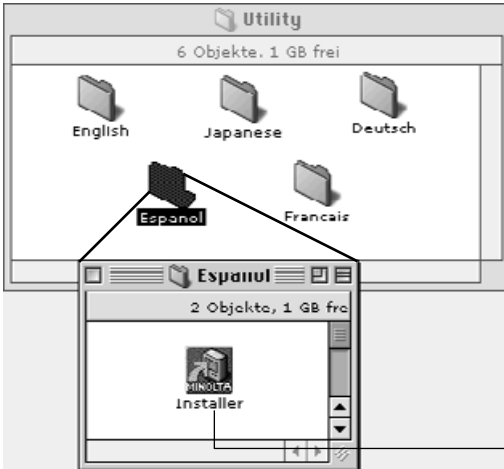 Utility
6 Objekte. 1 GB frei
English
Japanese
Deutsch
Espanol
Francais
Espanol
2 Objekte, 1 GB fre
MINOLTA
Installer